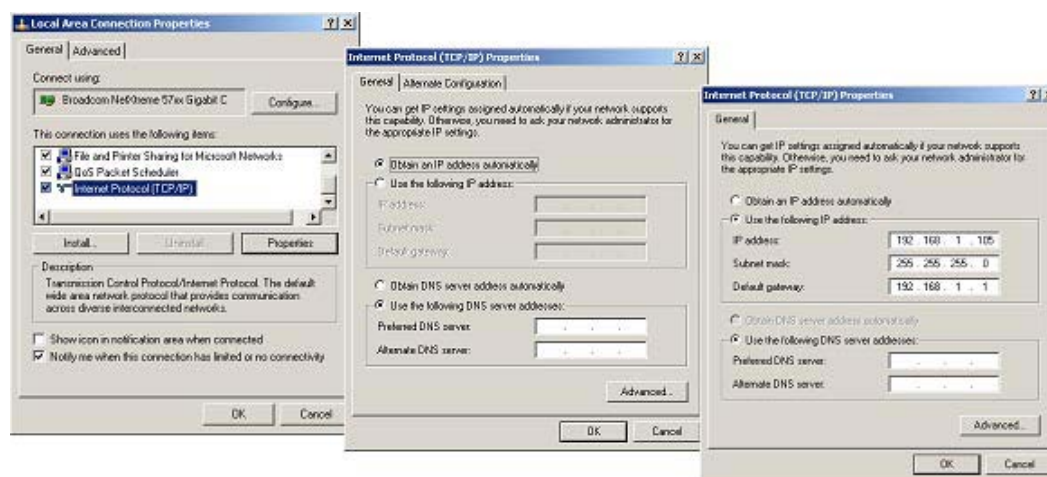 Local Area Connection Properties
General
Advanced
Connect using:
Broadcom NetXtreme 57xx Gigabit C
Configure...
This connection uses the following items:
File and Printer Sharing for Microsoft Networks
QoS Packet Scheduler
Internet Protocol (TCP/IP)
Install...
Uninstall
Properties
Description
Transmission Control Protocol/Internet Protocol. The default
wide area network protocol that provides communication
across diverse interconnected networks.
Show icon in notification area when connected
Notify me when this connection has limited or no connectivity
OK
Cancel
Internet Protocol (TCP/IP) Properties
General
Alternate Configuration
You can get IP settings assigned automatically if your network supports
this capability. Otherwise, you need to ask your network administrator for
the appropriate IP settings.
Obtain an IP address automatically
Use the following IP address:
IP address:
Subnet mask:
Default gateway:
Obtain DNS server address automatically
Use the following DNS server addresses:
Preferred DNS server:
Alternate DNS server:
Advanced...
OK
Cancel
Internet Protocol (TCP/IP) Properties
General
You can get IP settings assigned automatically if your network supports
this capability. Otherwise, you need to ask your network administrator for
the appropriate IP settings.
Obtain an IP address automatically
Use the following IP address:
IP address: 192 . 168 . 1 . 105
Subnet mask: 255 . 255 . 255 . 0
Default gateway: 192 . 168 . 1 . 1
Obtain DNS server address automatically
Use the following DNS server addresses:
Preferred DNS server:
Alternate DNS server:
Advanced...
OK
Cancel